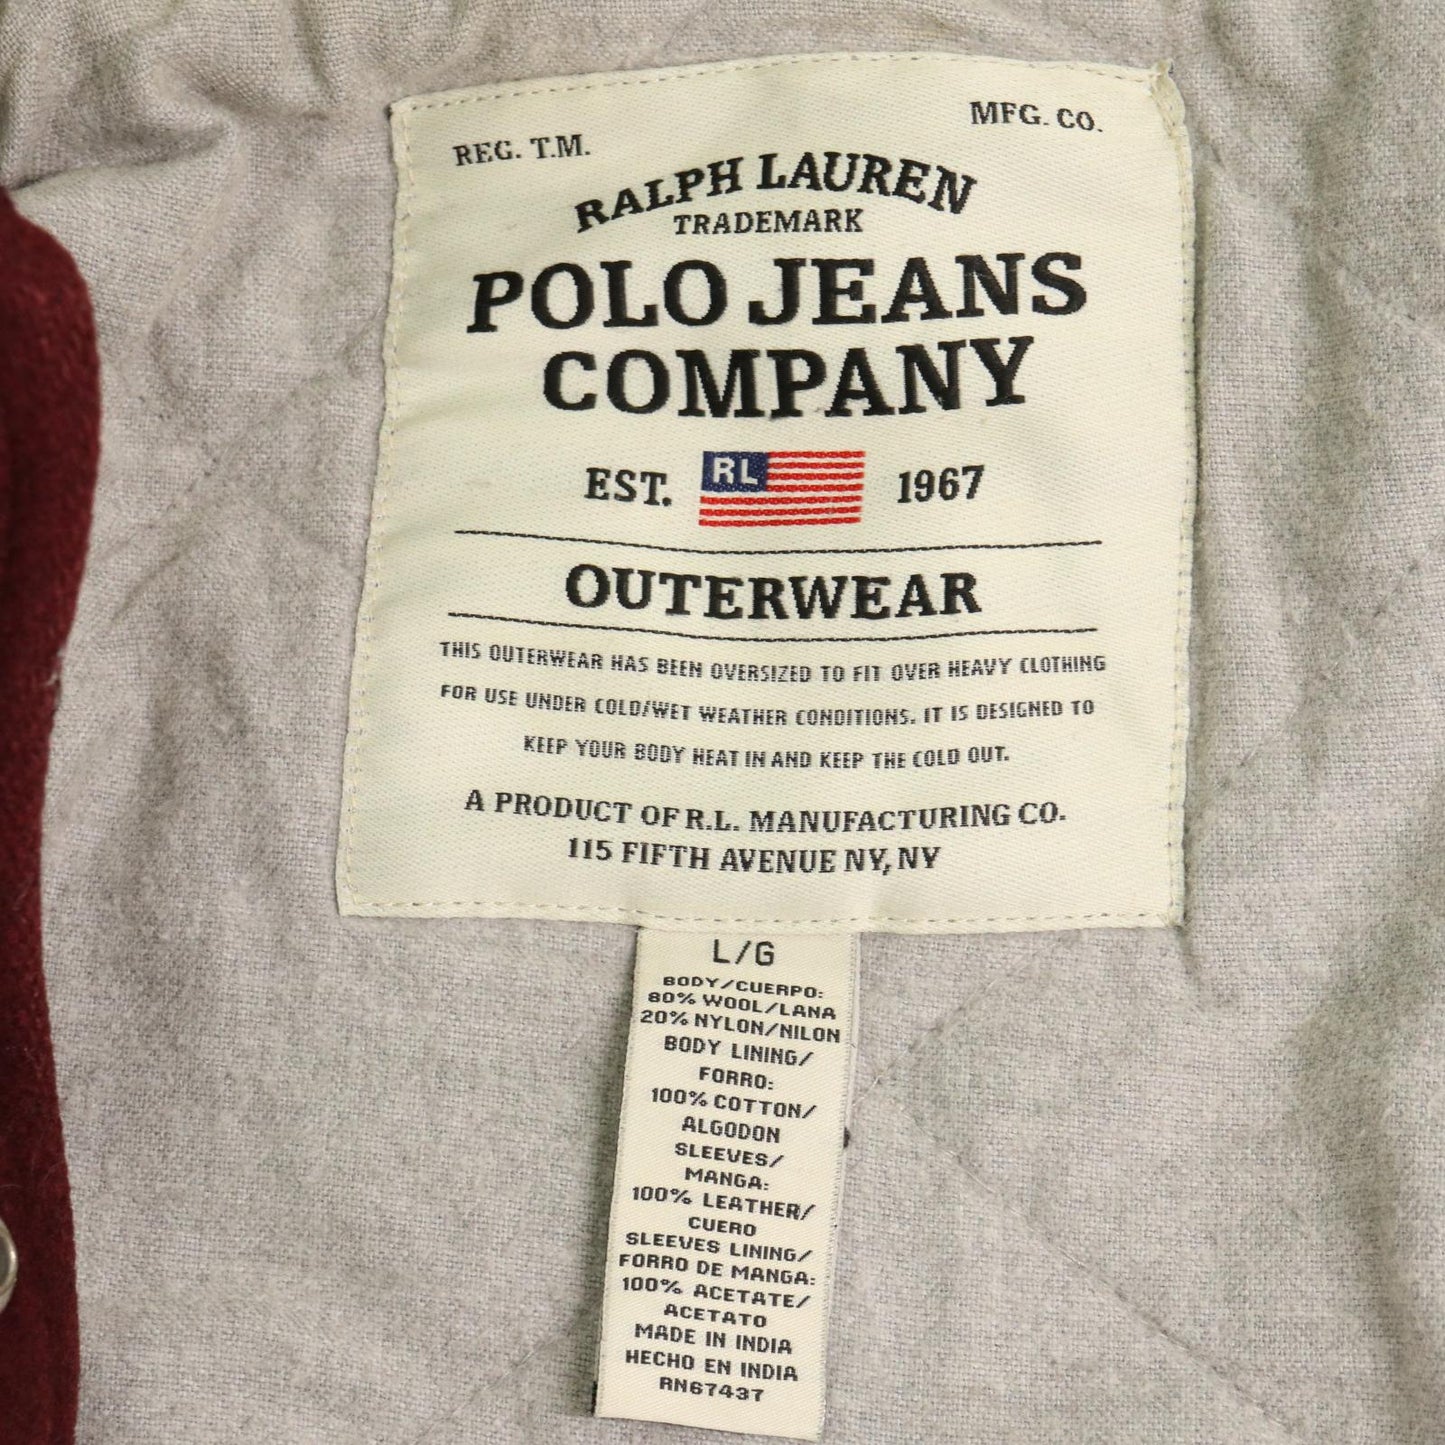 REG. T.M.
MFG. CO.
RALPH LAUREN
TRADEMARK
POLO JEANS
COMPANY
EST. RL 1967
OUTERWEAR
THIS OUTERWEAR HAS BEEN OVERSIZED TO FIT OVER HEAVY CLOTHING
FOR USE UNDER COLD/WET WEATHER CONDITIONS. IT IS DESIGNED TO
KEEP YOUR BODY HEAT IN AND KEEP THE COLD OUT.
A PRODUCT OF R.L. MANUFACTURING CO.
115 FIFTH AVENUE NY, NY
L/G
BODY/CUERPO:
80% WOOL/LANA
20% NYLON/NILON
BODY LINING/
FORRO:
100% COTTON/
ALGODON
SLEEVES/
MANGA:
100% LEATHER/
CUERO
SLEEVES LINING/
FORRO DE MANGA:
100% ACETATE/
ACETATO
MADE IN INDIA
HECHO EN INDIA
RN67437